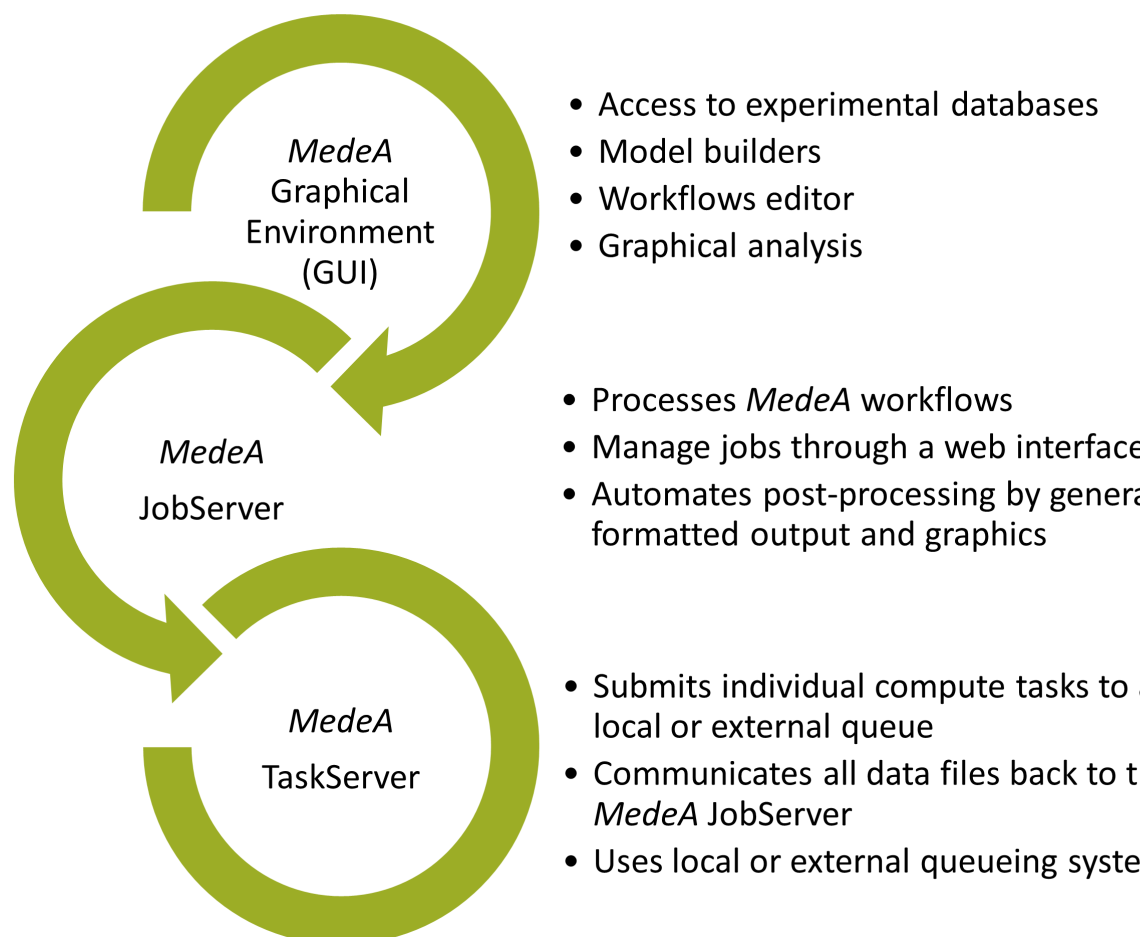 MedeA
Graphical
Environment
(GUI)
• Access to experimental databases
• Model builders
• Workflows editor
• Graphical analysis
MedeA
JobServer
• Processes MedeA workflows
• Manage jobs through a web interface
• Automates post-processing by
formatted output and graphics
MedeA
TaskServer
• Submits individual compute tasks to
local or external queue
• Communicates all data files back to
MedeA JobServer
• Uses local or external queueing